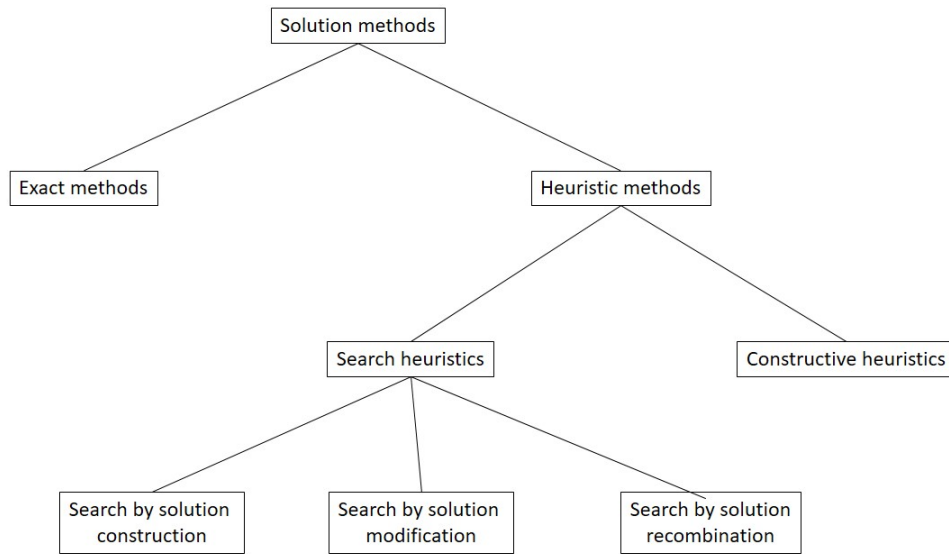 Solution methods
Exact methods
Heuristic methods
Search heuristics
Constructive heuristics
Search by solution
construction
Search by solution
modification
Search by solution
recombination